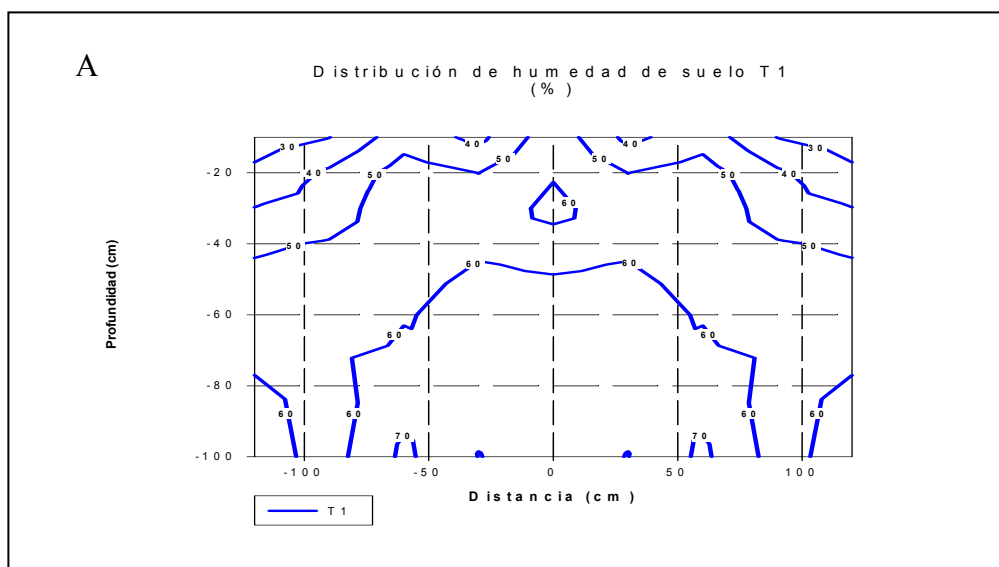 A
Distribución de humedad de suelo T1
(%)
30 40 40 30
40 50 50 40
50 50
-20
60
-40
50 50
60 60
Profundidad (cm)
-60
60 60
-80
60 60 60 60
70 70
-100
-100 -50 0 50 100
Distancia (cm)
T1